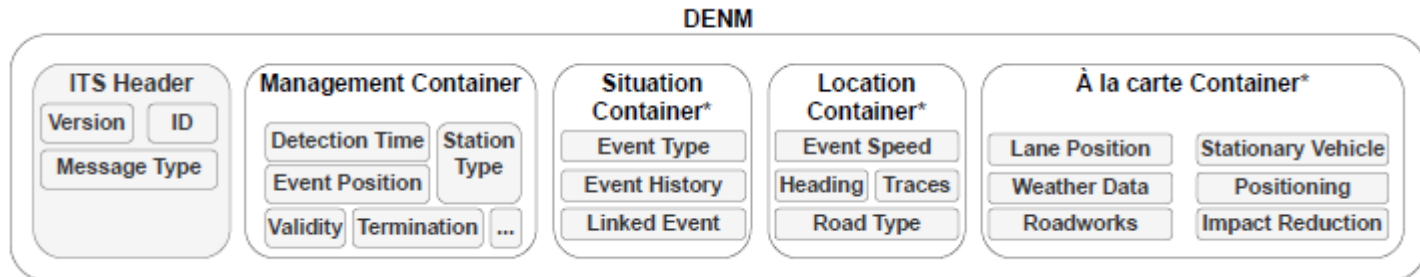 DENM
ITS Header
Version
ID
Message Type
Management Container
Detection Time
Station
Type
Event Position
Validity
Termination
...
Situation
Container*
Event Type
Event History
Linked Event
Location
Container*
Event Speed
Heading
Traces
Road Type
À la carte Container*
Lane Position
Stationary Vehicle
Weather Data
Positioning
Roadworks
Impact Reduction